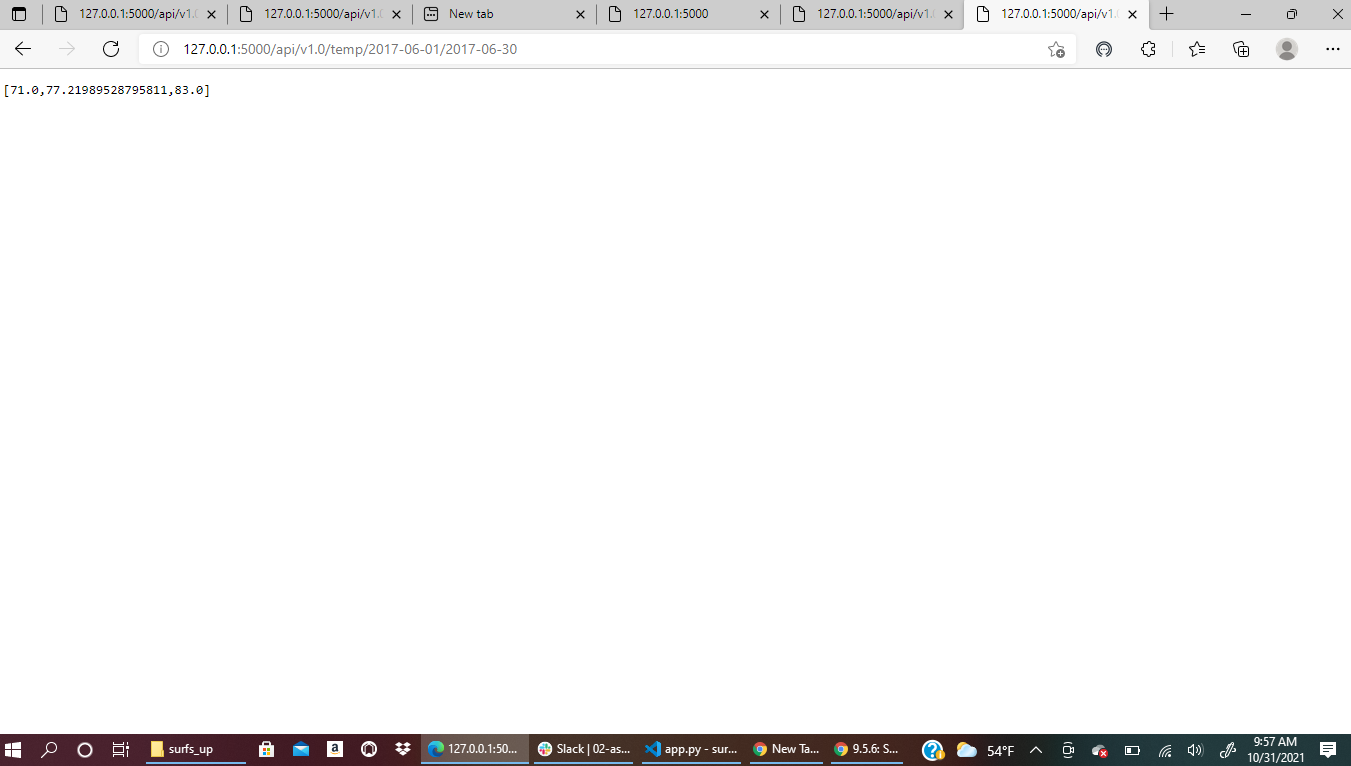 127.0.0.1:5000/api/v1.0
127.0.0.1:5000/api/v1.0
New tab
127.0.0.1:5000
127.0.0.1:5000/api/v1.
127.0.0.1:5000/api/v1.
127.0.0.1:5000/api/v1.0/temp/2017-06-01/2017-06-30
[71.0,77.21989528795811,83.0]
surfs_up
a
127.0.0.1:50...
Slack | 02-as...
app.py - sur...
New Ta...
9.5.6: S...
54°F
9:57 AM
10/31/2021